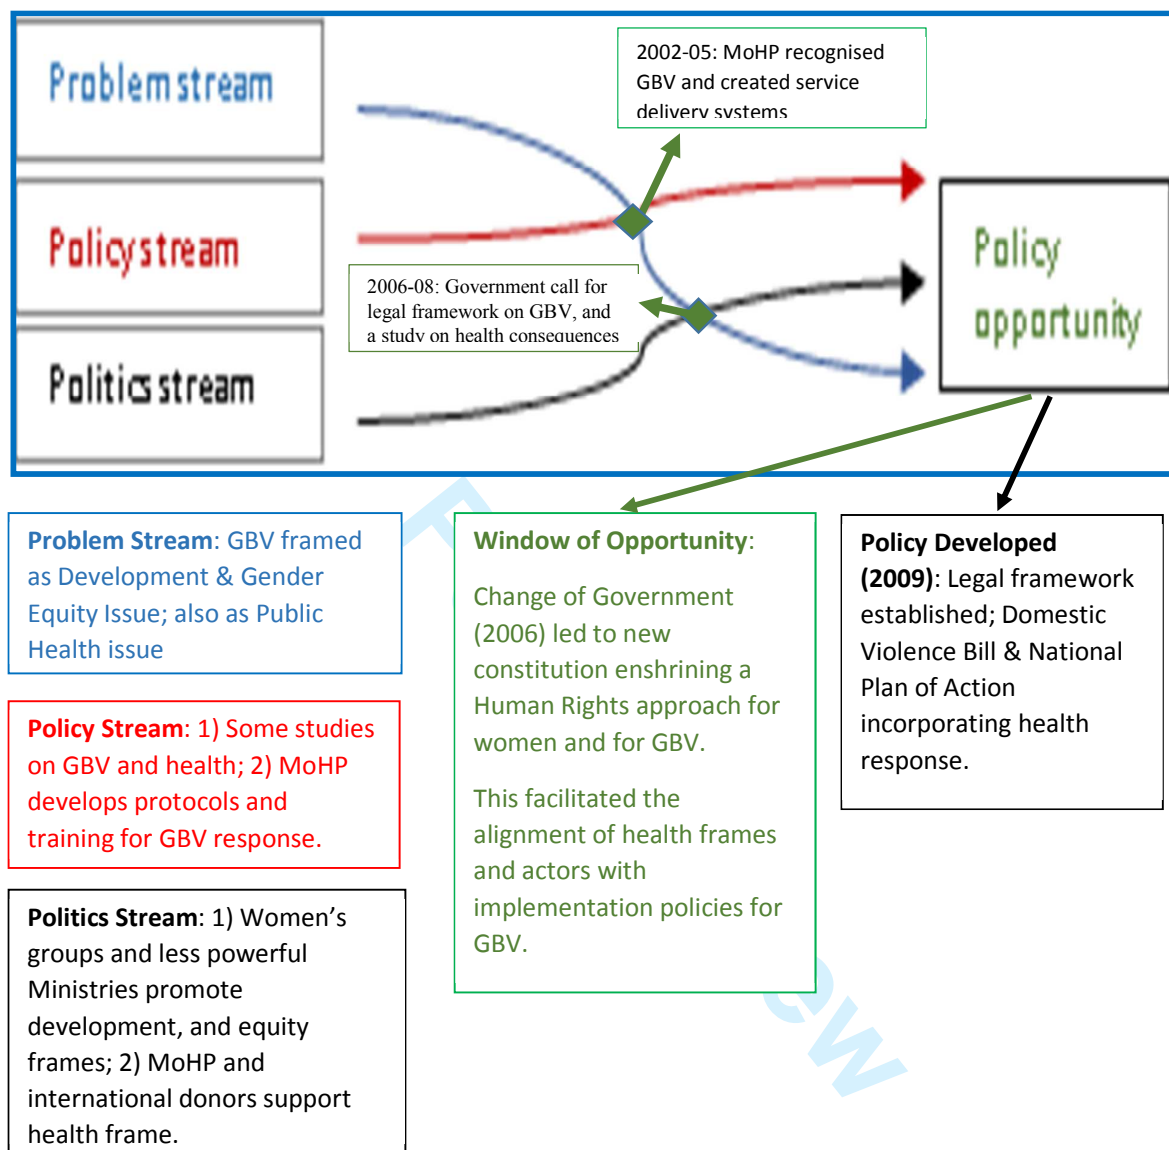 Problem stream
2002-05: MoHP recognised
GBV and created service
delivery systems
Policy stream
2006-08: Government call for
legal framework on GBV, and
a study on health consequences
Politics stream
Policy
opportunity
Problem Stream: GBV framed
as Development & Gender
Equity Issue; also as Public
Health issue
Policy Stream: 1) Some studies
on GBV and health; 2) MoHP
develops protocols and
training for GBV response.
Politics Stream: 1) Women’s
groups and less powerful
Ministries promote
development, and equity
frames; 2) MoHP and
international donors support
health frame.
Window of Opportunity:
Change of Government
(2006) led to new
constitution enshrining a
Human Rights approach for
women and for GBV.
This facilitated the
alignment of health frames
and actors with
implementation policies for
GBV.
Policy Developed
(2009): Legal framework
established; Domestic
Violence Bill & National
Plan of Action
incorporating health
response.